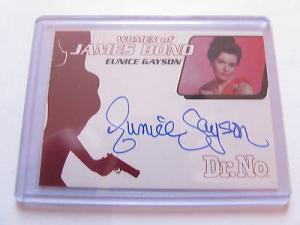 WOMEN of
JAMES BOND
EUNICE GAYSON
Eunice Gayson
Dr. No